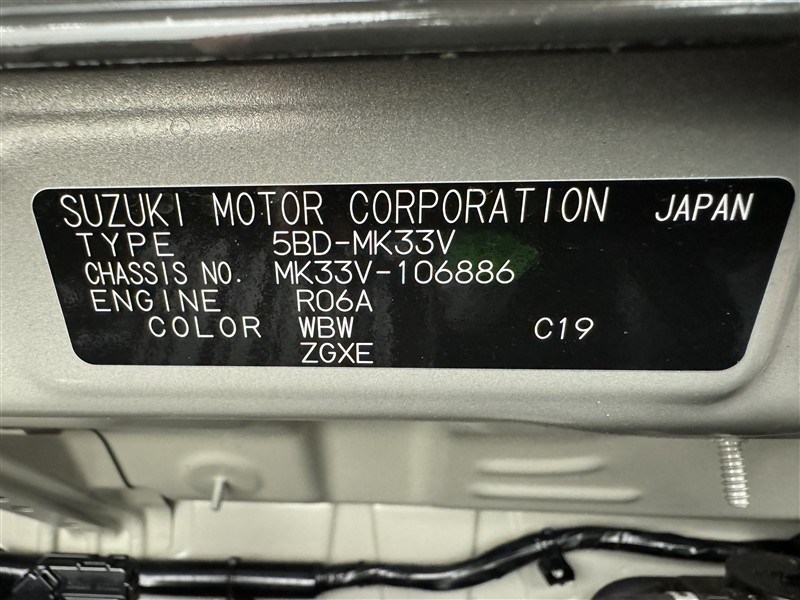 SUZUKI MOTOR CORPORATION JAPAN
TYPE 5BD-MK33V
CHASSIS NO. MK33V-106886
ENGINE R06A
COLOR WBW C19
ZGXE